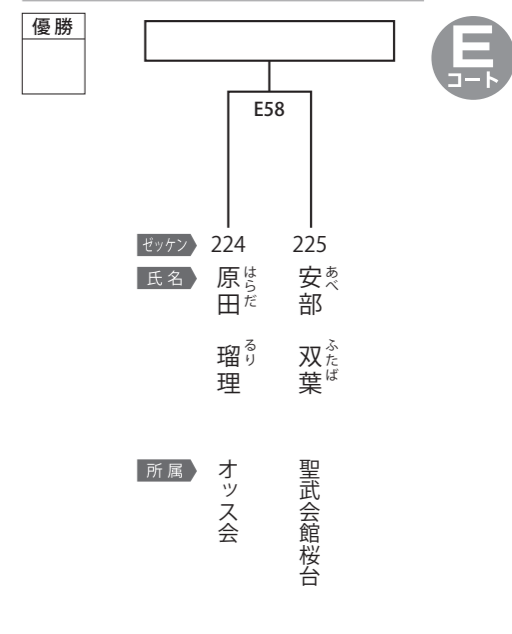 優勝
E
コート
E58
ゼッケン
224
225
氏名
原田 瑠理
はらだ るり
安部 双葉
あべ ふたば
所属
オッス会
聖武会館桜台